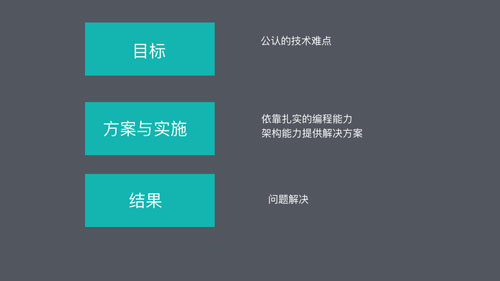 目标
公认的技术难点
方案与实施
依靠扎实的编程能力
架构能力提供解决方案
结果
问题解决